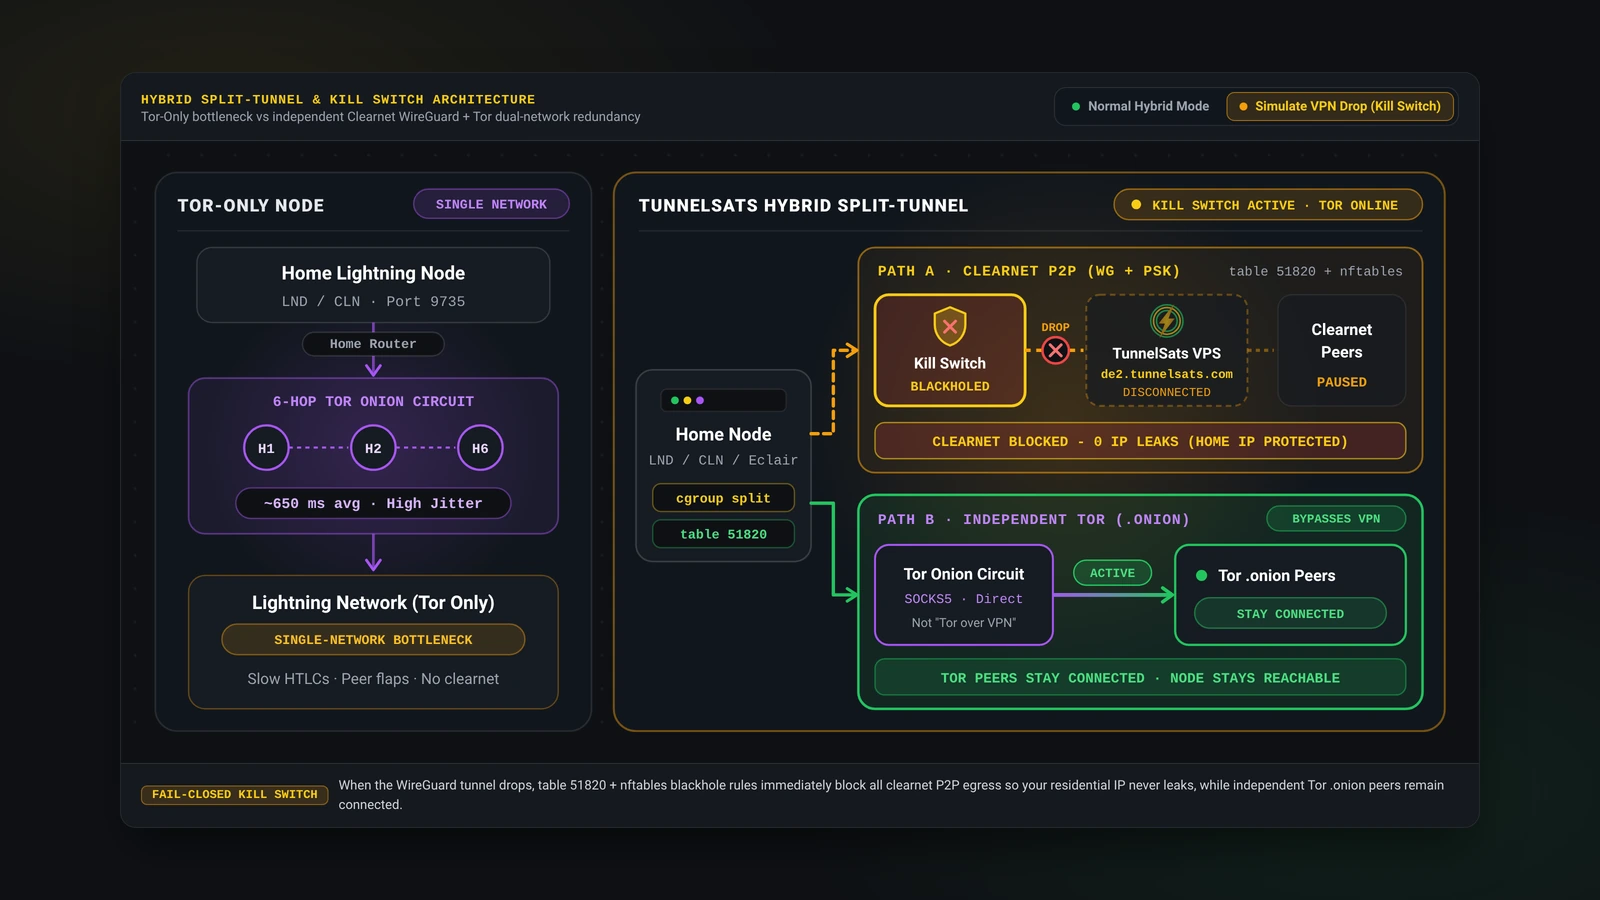 HYBRID SPLIT-TUNNEL & KILL SWITCH ARCHITECTURE
Tor-Only bottleneck vs independent Clearnet WireGuard + Tor dual-network redundancy
Normal Hybrid Mode
Simulate VPN Drop (Kill Switch)
TOR-ONLY NODE
SINGLE NETWORK
Home Lightning Node
LND / CLN · Port 9735
Home Router
6-HOP TOR ONION CIRCUIT
H1
H2
H6
~650 ms avg · High Jitter
Lightning Network (Tor Only)
SINGLE-NETWORK BOTTLENECK
Slow HTLCs · Peer flaps · No clearnet
TUNNELSATS HYBRID SPLIT-TUNNEL
KILL SWITCH ACTIVE · TOR ONLINE
Home Node
LND / CLN / Eclair
cgroup split
table 51820
PATH A · CLEARNET P2P (WG + PSK)
table 51820 + nftables
Kill Switch
BLACKHOLED
DROP
TunnelSats VPS
de2.tunnelsats.com
DISCONNECTED
Clearnet
Peers
PAUSED
CLEARNET BLOCKED - 0 IP LEAKS (HOME IP PROTECTED)
PATH B · INDEPENDENT TOR (.ONION)
BYPASSES VPN
Tor Onion Circuit
SOCKS5 · Direct
Not "Tor over VPN"
ACTIVE
Tor .onion Peers
STAY CONNECTED
TOR PEERS STAY CONNECTED · NODE STAYS REACHABLE
FAIL-CLOSED KILL SWITCH
When the WireGuard tunnel drops, table 51820 + nftables blackhole rules immediately block all clearnet P2P egress so your residential IP never leaks, while independent Tor .onion peers remain
connected.